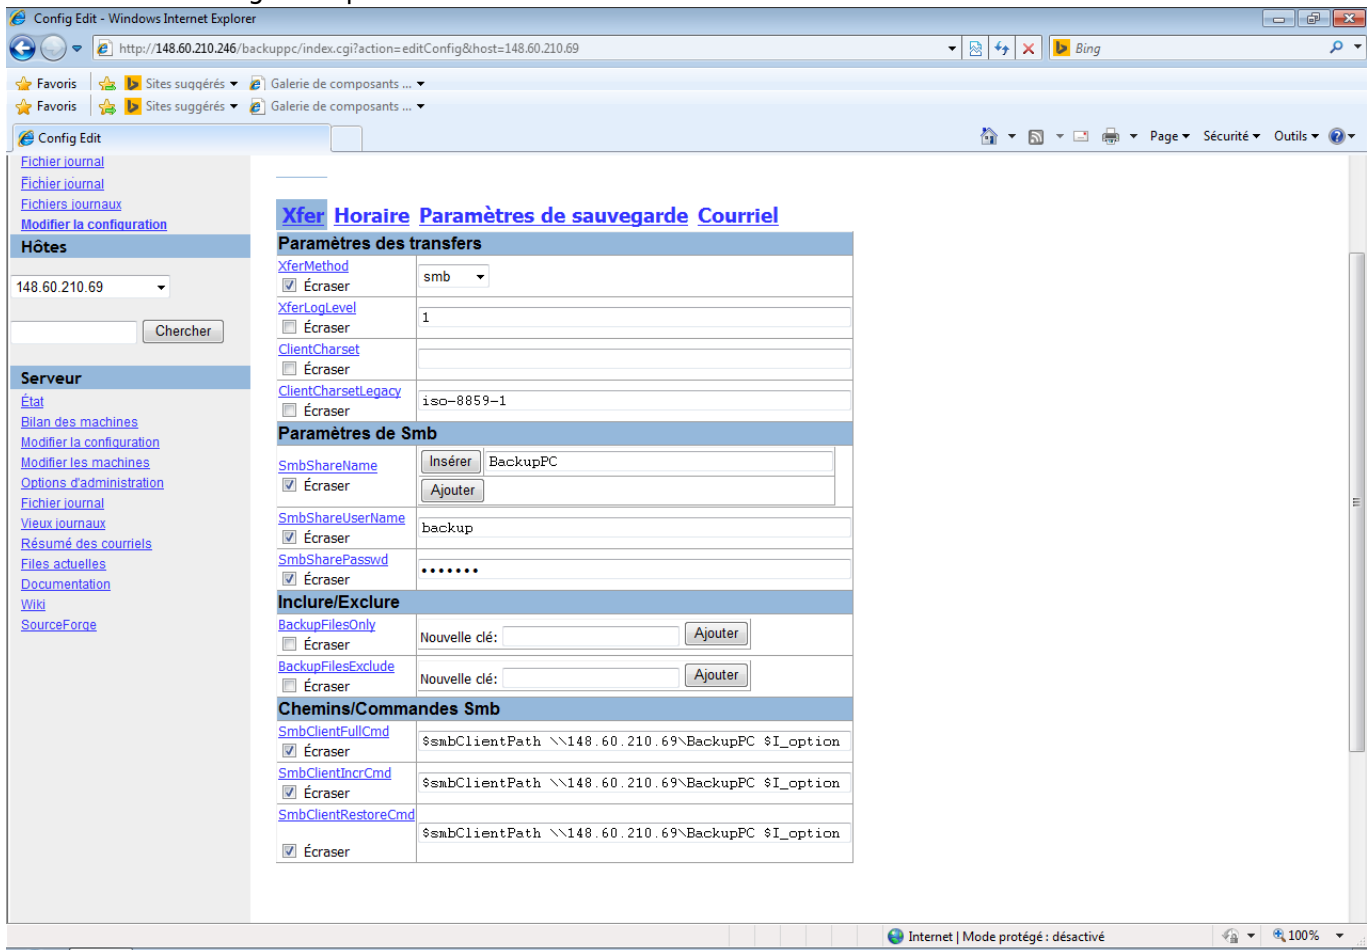 Config Edit - Windows Internet Explorer
http://148.60.210.246/backuppc/index.cgi?action=editConfig&host=148.60.210.69
Bing
Favoris Sites suggérés Galerie de composants ...
Favoris Sites suggérés Galerie de composants ...
Config Edit
Page Sécurité Outils
Fichier journal
Fichier journal
Fichiers journaux
Modifier la configuration
Hôtes
148.60.210.69
Chercher
Serveur
État
Bilan des machines
Modifier la configuration
Modifier les machines
Options d'administration
Fichier journal
Vieux journaux
Résumé des courriels
Files actuelles
Documentation
Wiki
SourceForge
Xfer Horaire Paramètres de sauvegarde Courriel
Paramètres des transfers
XferMethod
Écraser
smb
XferLogLevel
Écraser
1
ClientCharset
Écraser
ClientCharsetLegacy
Écraser
iso-8859-1
Paramètres de Smb
SmbShareName
Écraser
Insérer BackupPC
Ajouter
SmbShareUserName
Écraser
backup
SmbSharePasswd
Écraser
•••••••
Inclure/Exclure
BackupFilesOnly
Écraser
Nouvelle clé: Ajouter
BackupFilesExclude
Écraser
Nouvelle clé: Ajouter
Chemins/Commandes Smb
SmbClientFullCmd
Écraser
$smbClientPath \\148.60.210.69\BackupPC $I_option
SmbClientIncrCmd
Écraser
$smbClientPath \\148.60.210.69\BackupPC $I_option
SmbClientRestoreCmd
Écraser
$smbClientPath \\148.60.210.69\BackupPC $I_option
Internet | Mode protégé : désactivé
100%